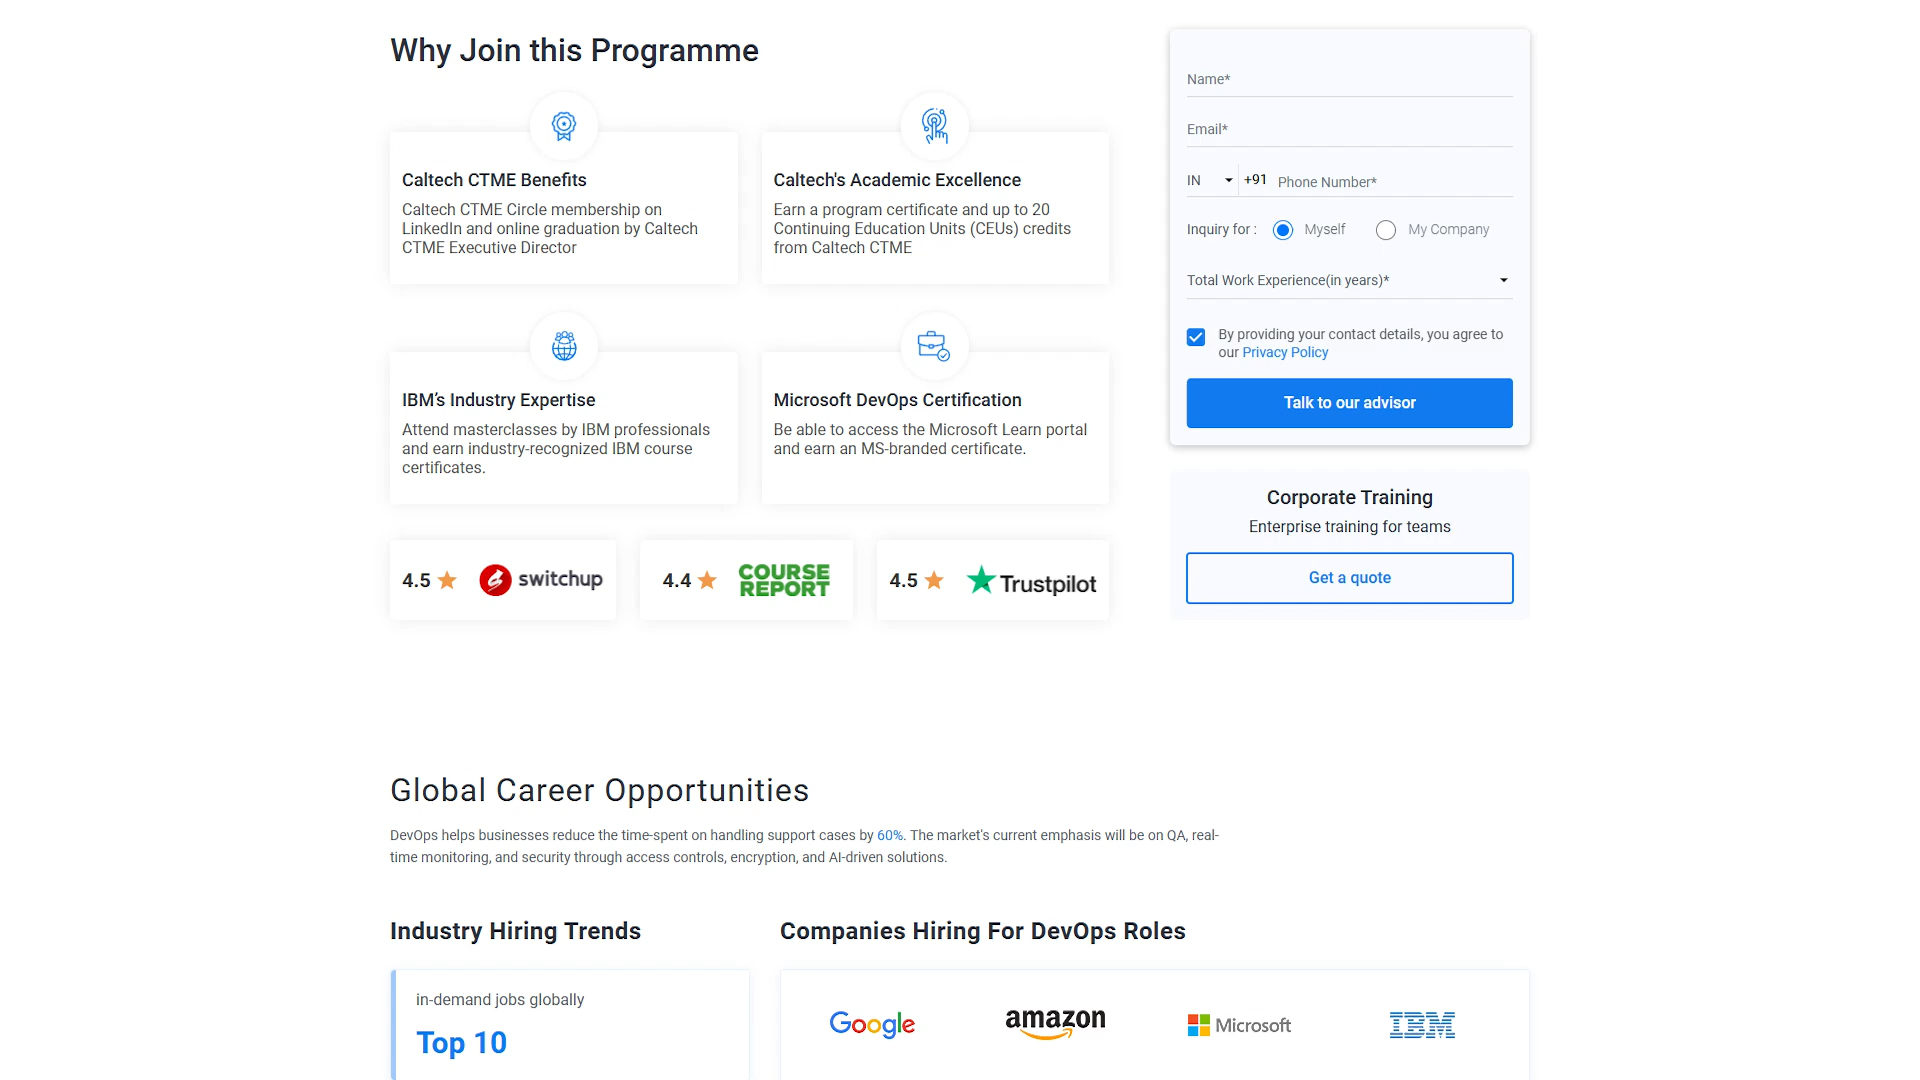 Why Join this Programme
Caltech CTME Benefits
Caltech CTME Circle membership on
LinkedIn and online graduation by Caltech
CTME Executive Director
Caltech's Academic Excellence
Earn a program certificate and up to 20
Continuing Education Units (CEUs) credits
from Caltech CTME
IBM’s Industry Expertise
Attend masterclasses by IBM professionals
and earn industry-recognized IBM course
certificates.
Microsoft DevOps Certification
Be able to access the Microsoft Learn portal
and earn an MS-branded certificate.
4.5 switchup
4.4 COURSE
REPORT
4.5 Trustpilot
Name*
Email*
IN +91 Phone Number*
Inquiry for : Myself My Company
Total Work Experience(in years)*
By providing your contact details, you agree to
our Privacy Policy
Talk to our advisor
Corporate Training
Enterprise training for teams
Get a quote
Global Career Opportunities
DevOps helps businesses reduce the time-spent on handling support cases by 60%. The market's current emphasis will be on QA, real-
time monitoring, and security through access controls, encryption, and AI-driven solutions.
Industry Hiring Trends
in-demand jobs globally
Top 10
Companies Hiring For DevOps Roles
Google amazon Microsoft IBM